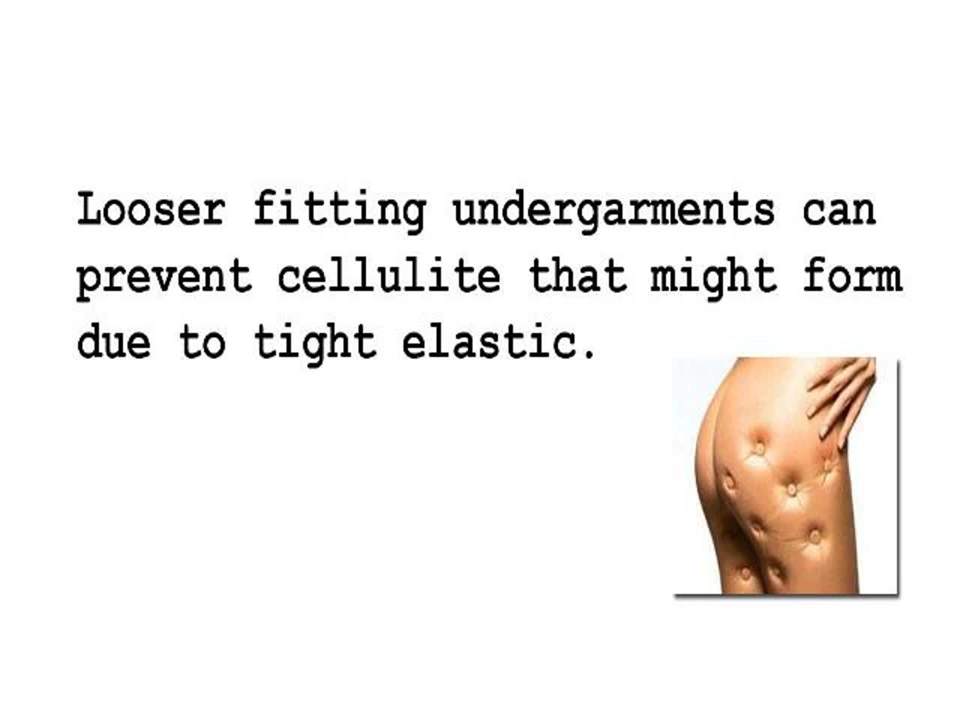 Looser fitting undergarments can
prevent cellulite that might form
due to tight elastic.